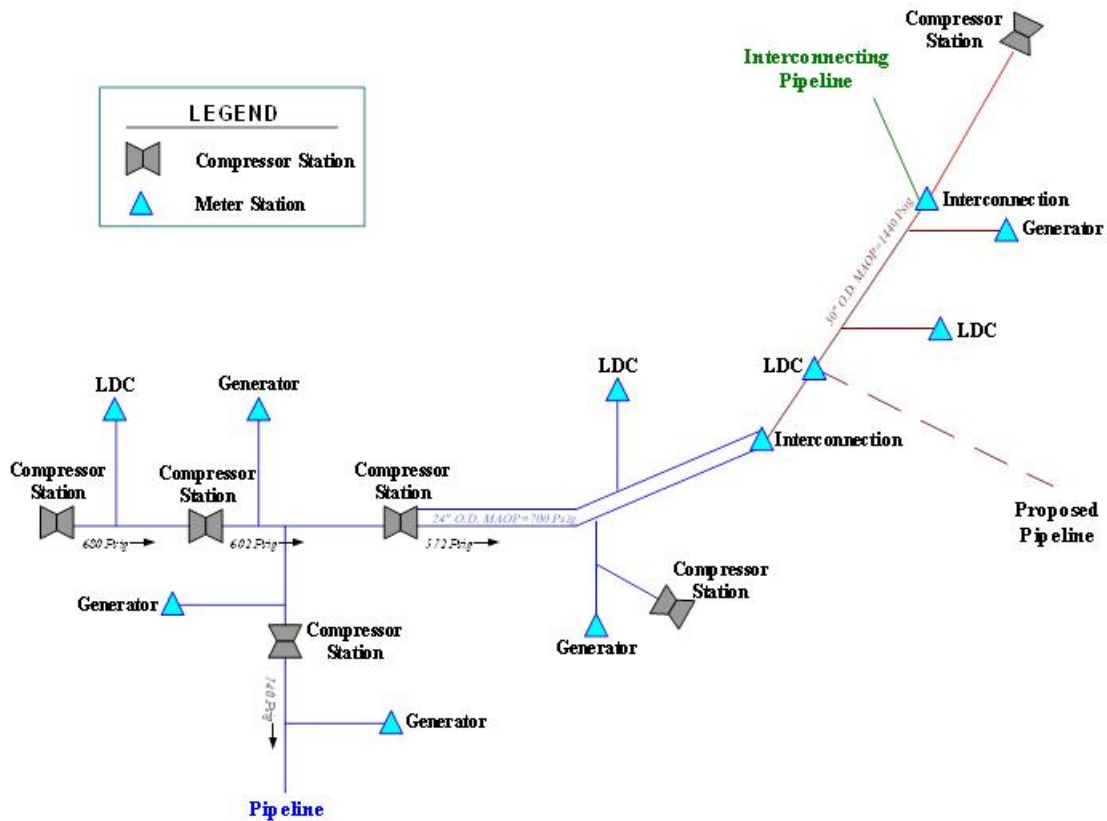 Compressor
Station
Interconnecting
Pipeline
LEGEND
Compressor Station
Meter Station
Interconnection
Generator
30" O.D. MAOP=1440 Psig
LDC
LDC
LDC
Interconnection
LDC
Generator
Compressor
Station
Compressor
Station
Compressor
Station
24" O.D. MAOP=700 Psig
680 Psig
602 Psig
572 Psig
Proposed
Pipeline
Compressor
Station
Generator
Compressor
Station
Generator
740 Psig
Generator
Pipeline